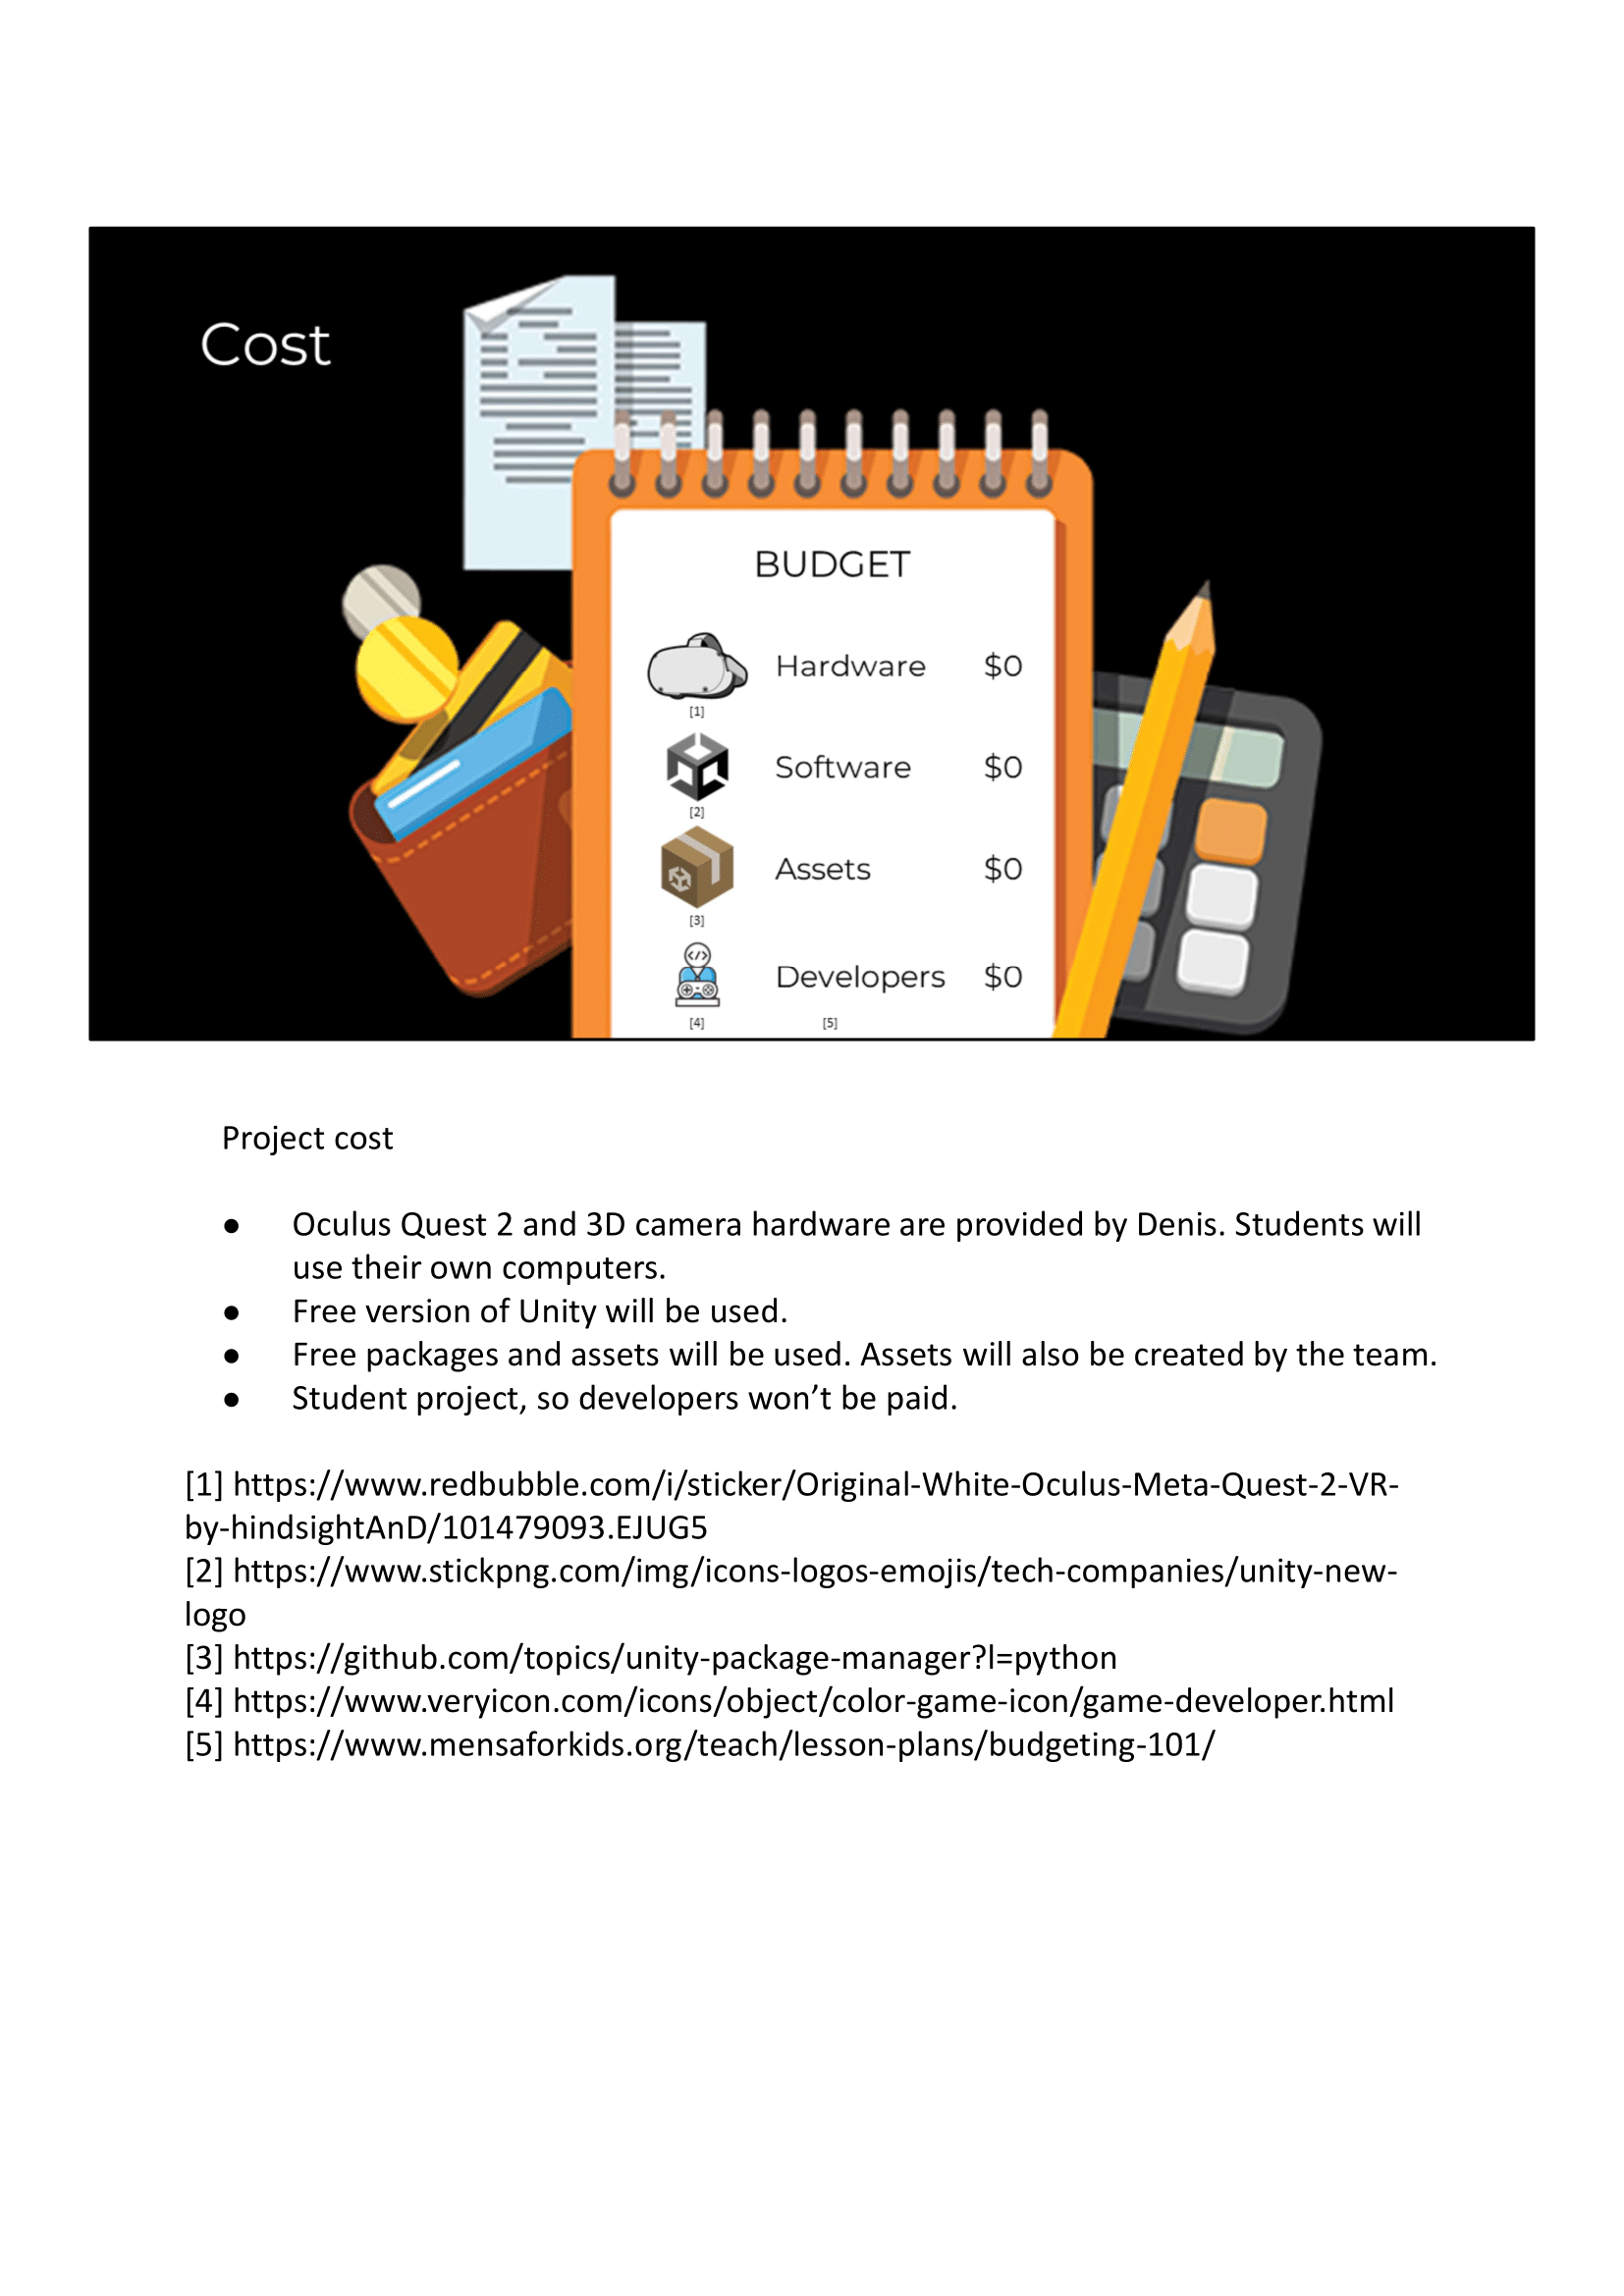 Cost
BUDGET
Hardware $0
[1]
Software $0
[2]
Assets $0
[3]
Developers $0
[4] [5]
Project cost
● Oculus Quest 2 and 3D camera hardware are provided by Denis. Students will
use their own computers.
● Free version of Unity will be used.
● Free packages and assets will be used. Assets will also be created by the team.
● Student project, so developers won’t be paid.
[1] https://www.redbubble.com/i/sticker/Original-White-Oculus-Meta-Quest-2-VR-
by-hindsightAnD/101479093.EJUG5
[2] https://www.stickpng.com/img/icons-logos-emojis/tech-companies/unity-new-
logo
[3] https://github.com/topics/unity-package-manager?l=python
[4] https://www.veryicon.com/icons/object/color-game-icon/game-developer.html
[5] https://www.mensaforkids.org/teach/lesson-plans/budgeting-101/